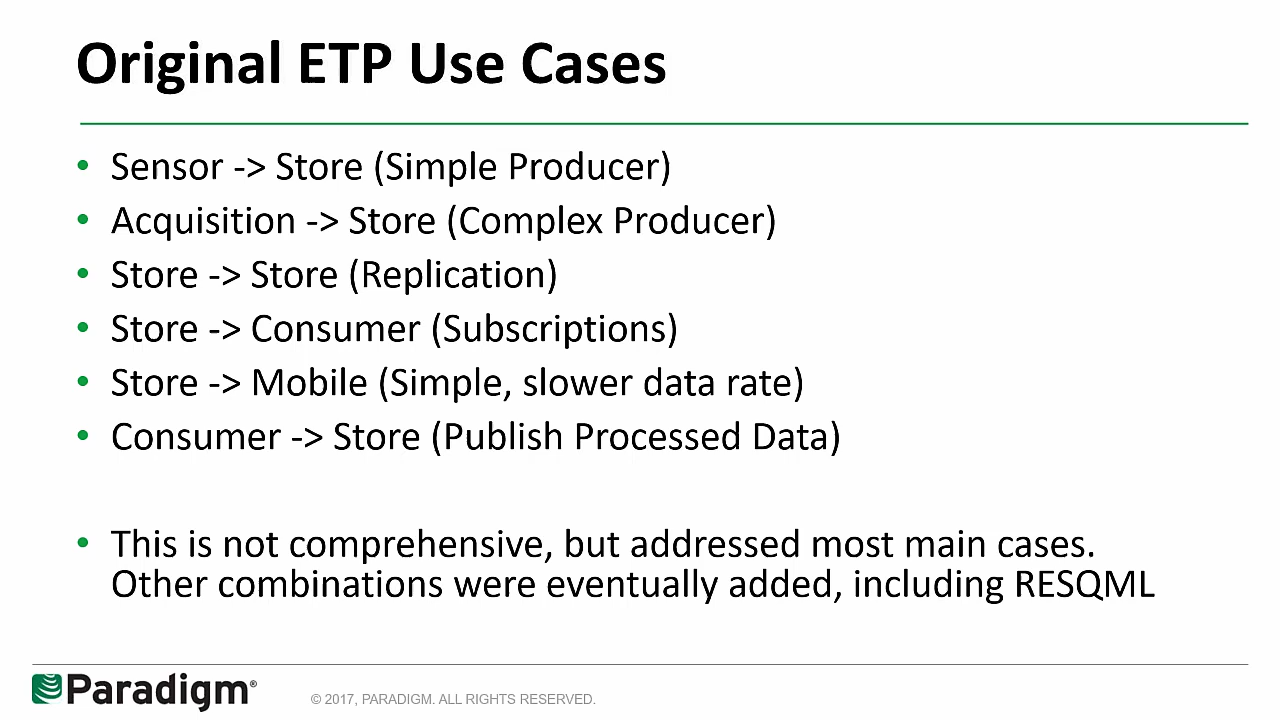 Original ETP Use Cases
• Sensor -> Store (Simple Producer)
• Acquisition -> Store (Complex Producer)
• Store -> Store (Replication)
• Store -> Consumer (Subscriptions)
• Store -> Mobile (Simple, slower data rate)
• Consumer -> Store (Publish Processed Data)
• This is not comprehensive, but addressed most main cases.
Other combinations were eventually added, including RESQML
Paradigm®
© 2017, PARADIGM. ALL RIGHTS RESERVED.